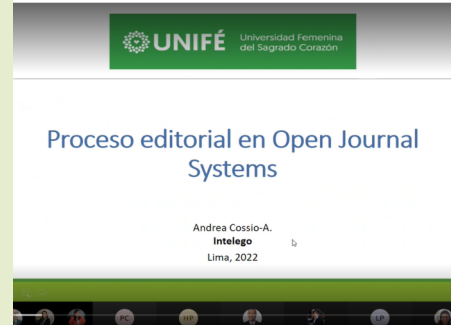 UNIFÉ
Universidad Femenina
del Sagrado Corazón
Proceso editorial en Open Journal
Systems
Andrea Cossio-A.
Intelego
Lima, 2022
PC
HP
LP